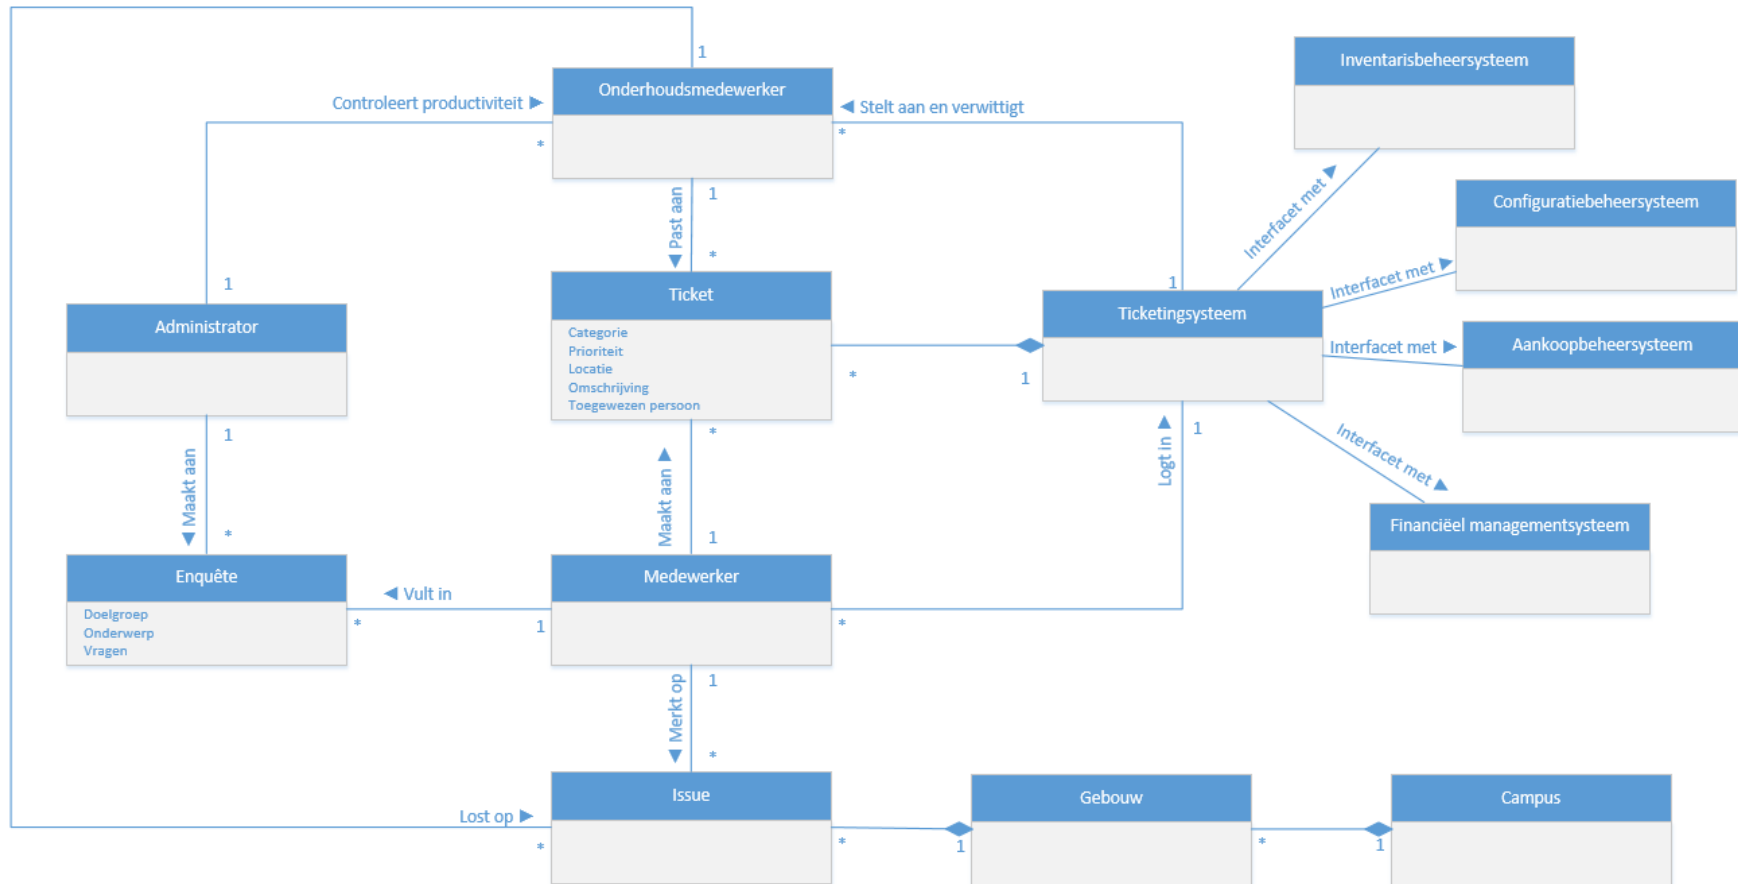 1
Onderhoudsmedewerker
Inventarisbeheersysteem
Controleert productiviteit ►
◄ Stelt aan en verwittigt
*
*
1
◄ Past aan
*
Interfacet met ►
Configuratiebeheersysteem
1
Administrator
Ticket
Categorie
Prioriteit
Locatie
Omschrijving
Toegewezen persoon
1
Ticketingsysteem
Interfacet met ►
Interfacet met ►
Aankoopbeheersysteem
*
1
1
*
1
◄ Maakt aan
Maakt aan ►
Logt in ►
Interfacet met ►
Financiëel managementsysteem
*
1
Enquête
Doelgroep
Onderwerp
Vragen
◄ Vult in
Medewerker
*
1
*
1
◄ Merkt op
*
Issue
Gebouw
Campus
Lost op ►
*
*
1
*
1